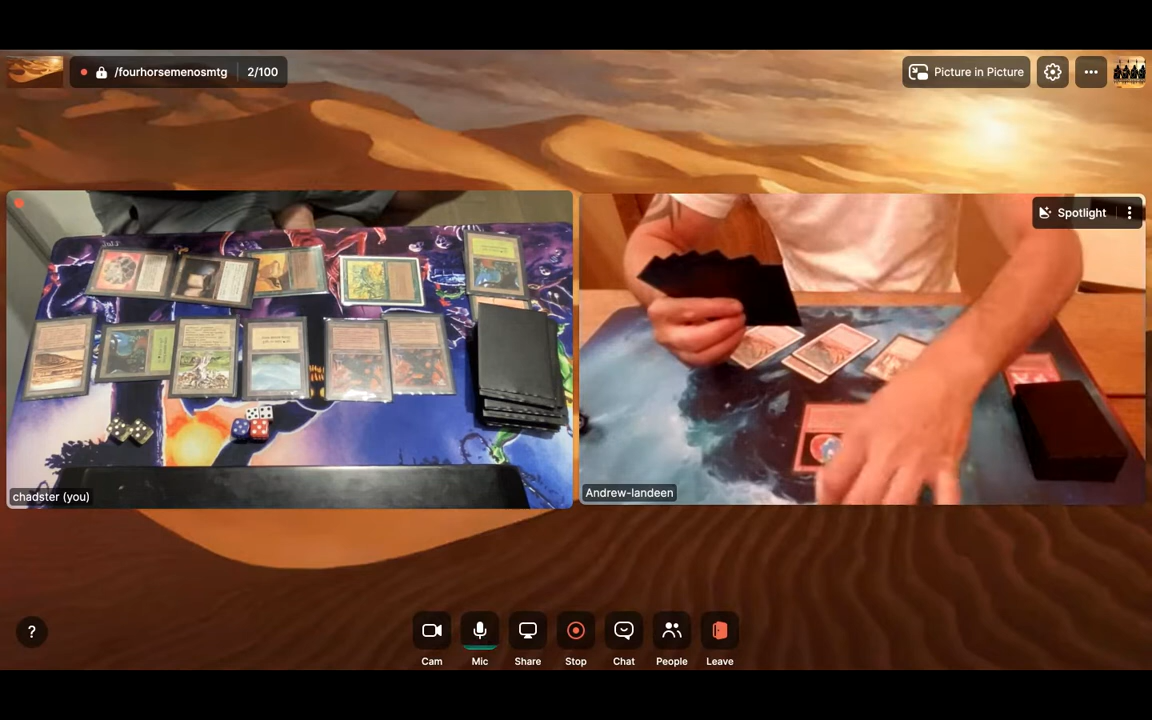 /fourhorsemenosmtg 2/100
Picture in Picture
Spotlight
chadster (you)
Andrew-landeen
?
Cam Mic Share Stop Chat People Leave